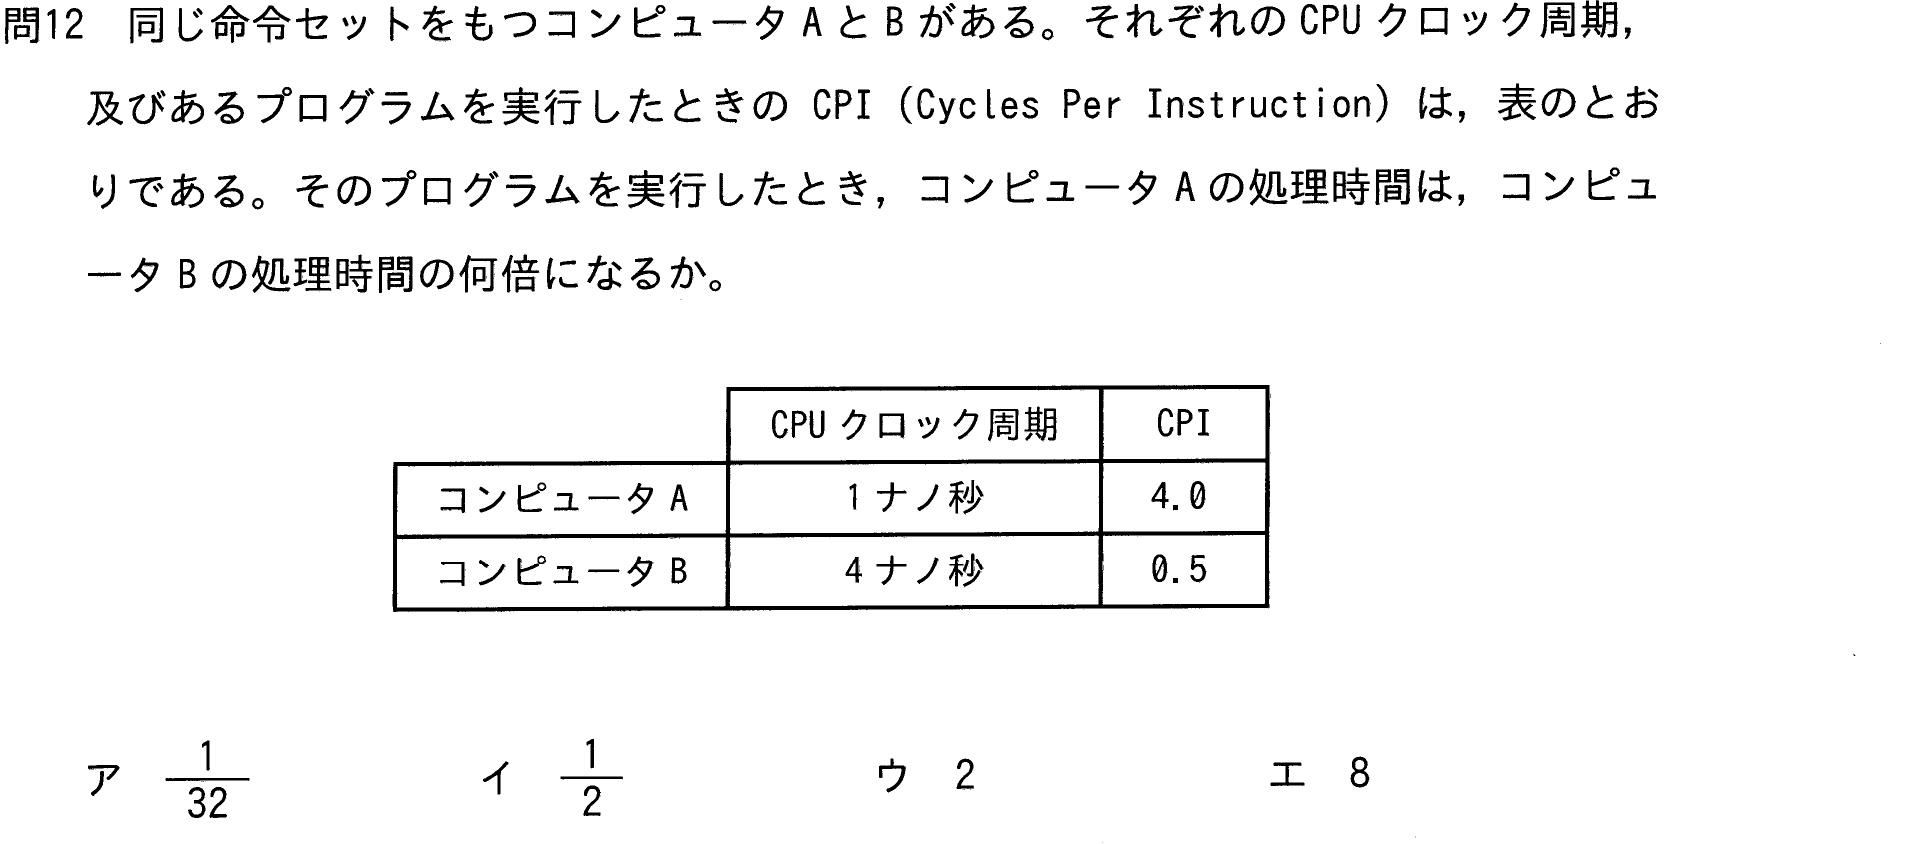 問12 同じ命令セットをもつコンピュータ A と B がある。それぞれの CPU クロック周期，
及びあるプログラムを実行したときの CPI (Cycles Per Instruction) は，表のとお
りである。そのプログラムを実行したとき，コンピュータ A の処理時間は，コンピュ
ータ B の処理時間の何倍になるか。
CPU クロック周期 CPI
コンピュータ A 1 ナノ秒 4.0
コンピュータ B 4 ナノ秒 0.5
ア 1/32 イ 1/2 ウ 2 エ 8